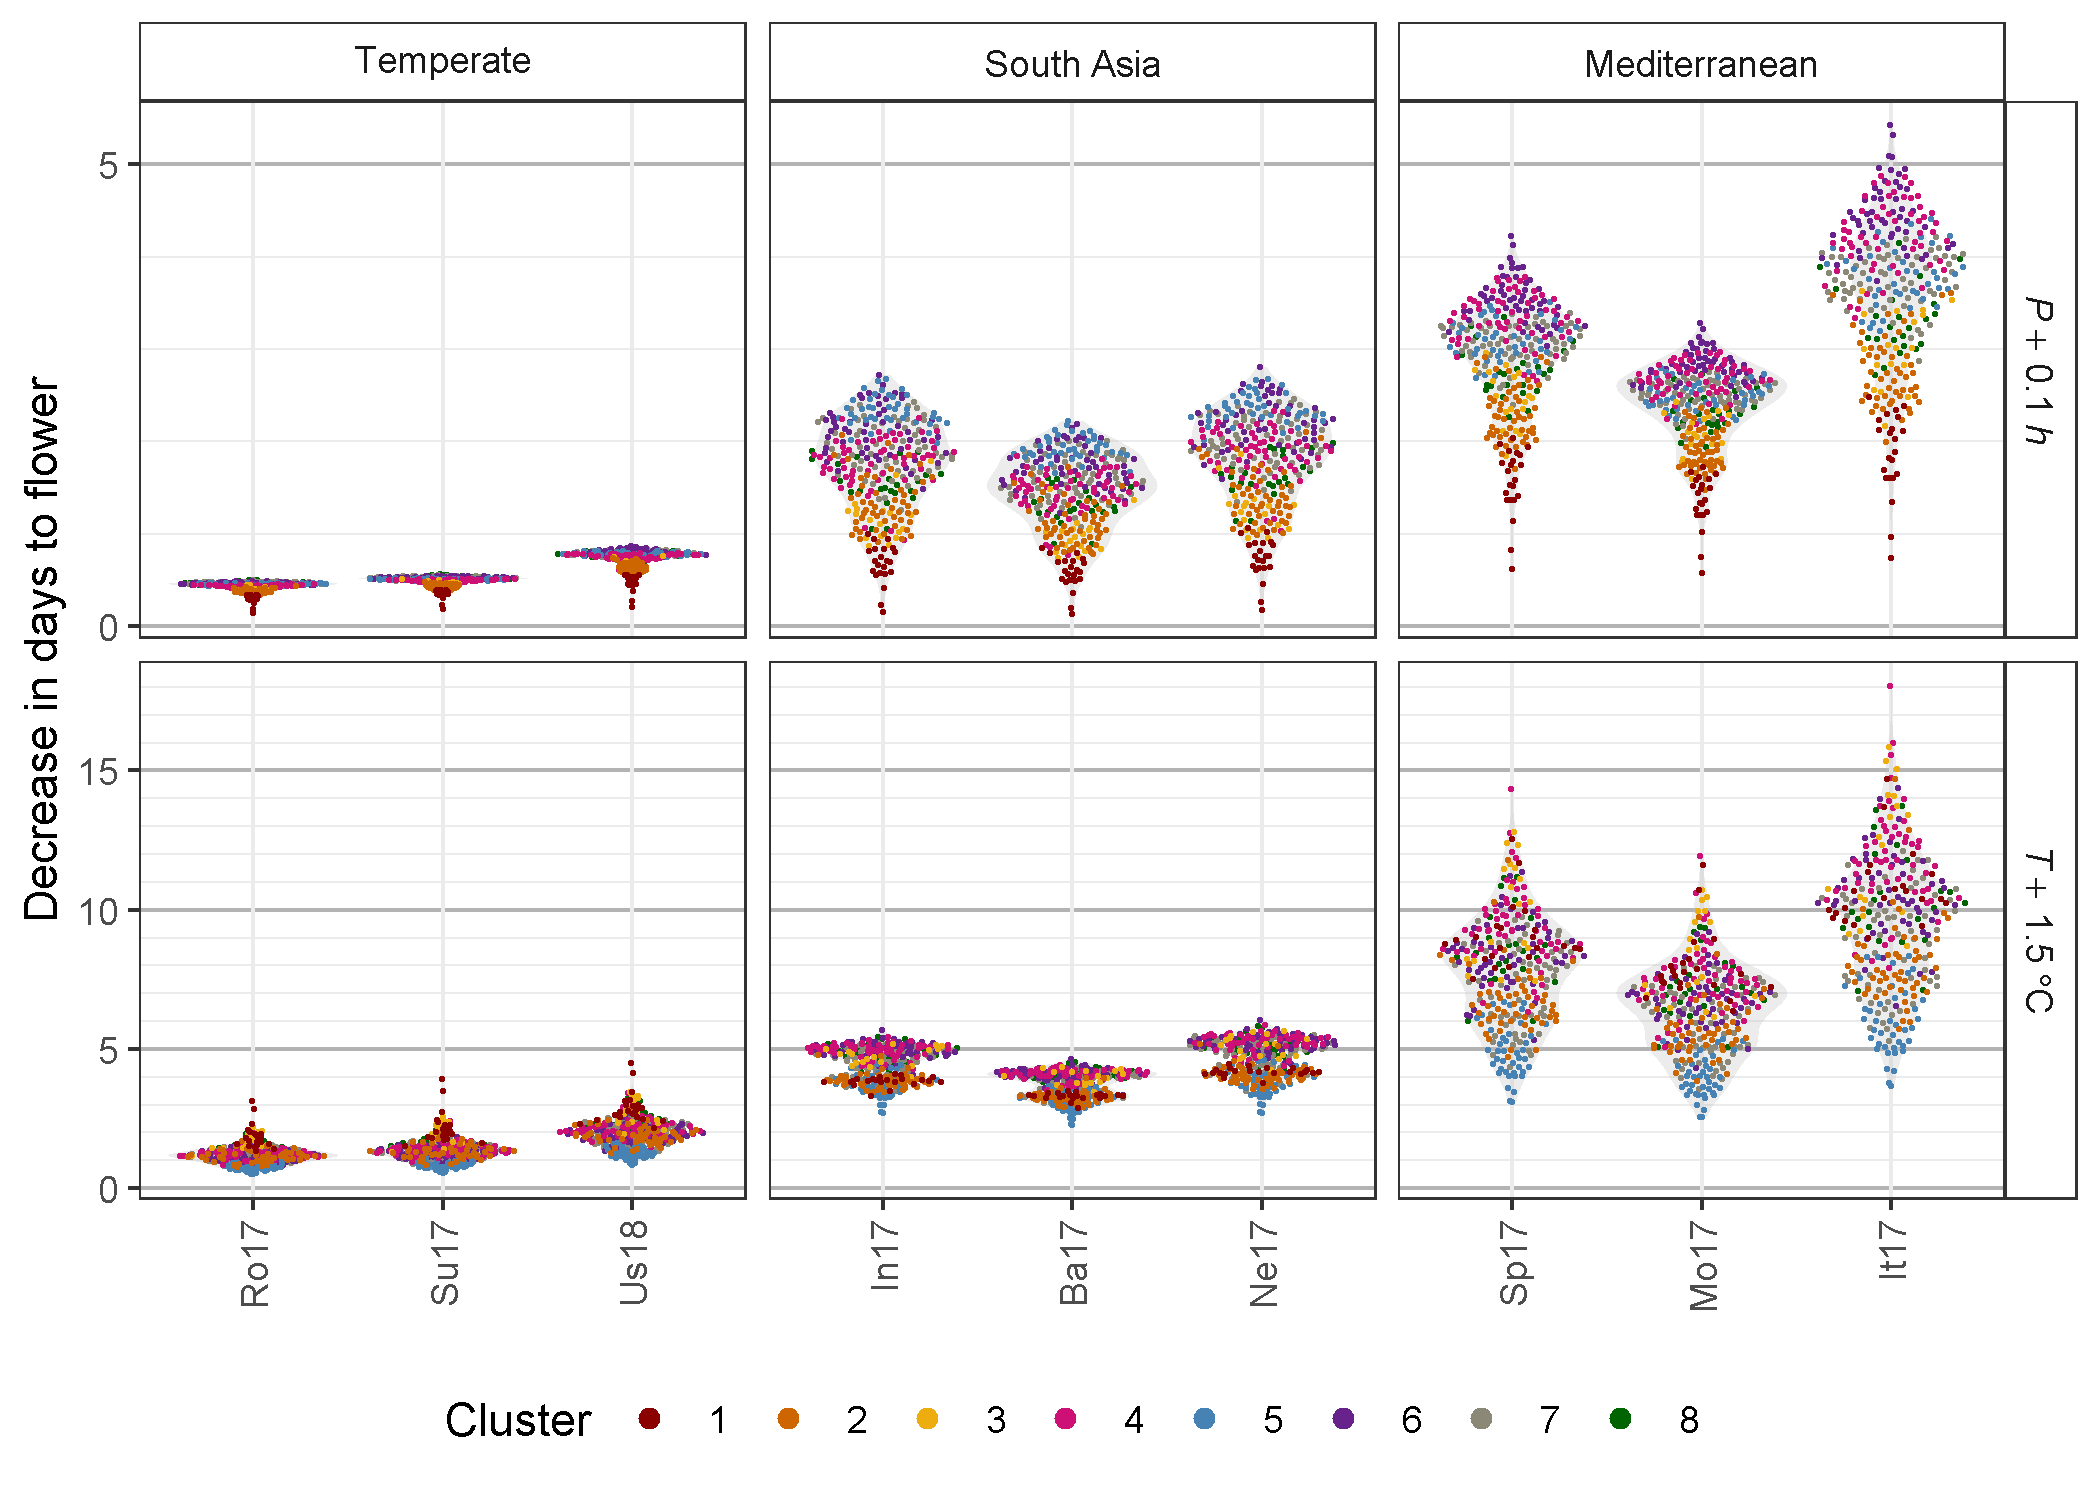 Temperate South Asia Mediterranean
Decrease in days to flower
5
0
P + 0.1 h
15
10
5
0
T + 1.5 °C
Ro17 Su17 Us18 In17 Ba17 Ne17 Sp17 Mo17 It17
Cluster 1 2 3 4 5 6 7 8